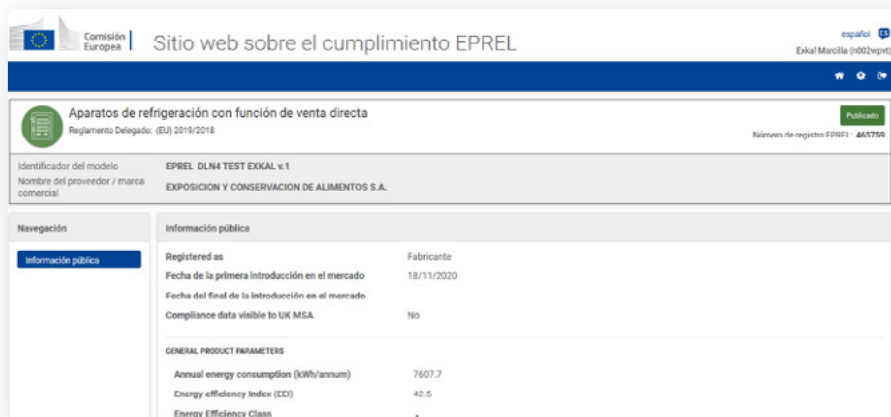 Comisión
Europea
Sitio web sobre el cumplimiento EPREL
español ES
Exkal Marcilla (n002wpvt)
Aparatos de refrigeración con función de venta directa
Reglamento Delegado: (EU) 2019/2018
Publicado
Número de registro EPREL: 465759
Identificador del modelo EPREL DLN4 TEST EXKAL v.1
Nombre del proveedor / marca
comercial
EXPOSICION Y CONSERVACION DE ALIMENTOS S.A.
Navegación
Información pública
Información pública
Registered as Fabricante
Fecha de la primera introducción en el mercado 18/11/2020
Fecha del final de la introducción en el mercado
Compliance data visible to UK MSA No
GENERAL PRODUCT PARAMETERS
Annual energy consumption (kWh/annum) 7607.7
Energy efficiency Index (EEI) 42.5
Energy Efficiency Class